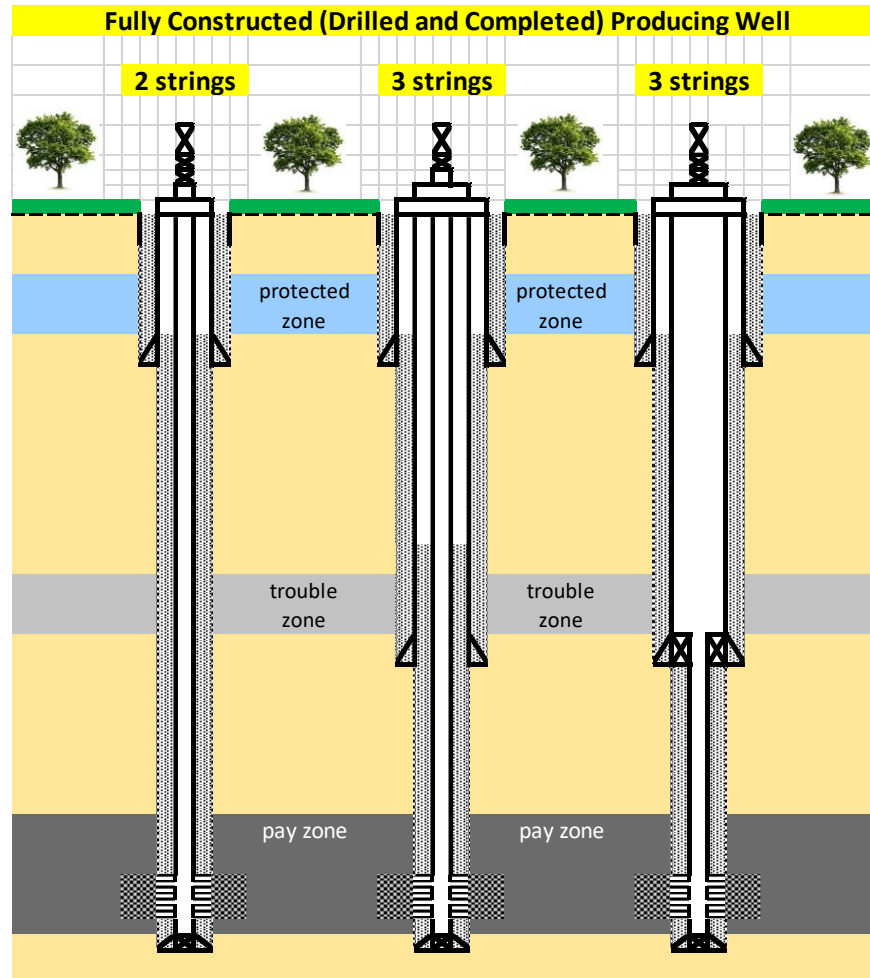 Fully Constructed (Drilled and Completed) Producing Well
2 strings
3 strings
3 strings
protected
zone
protected
zone
trouble
zone
trouble
zone
pay zone
pay zone